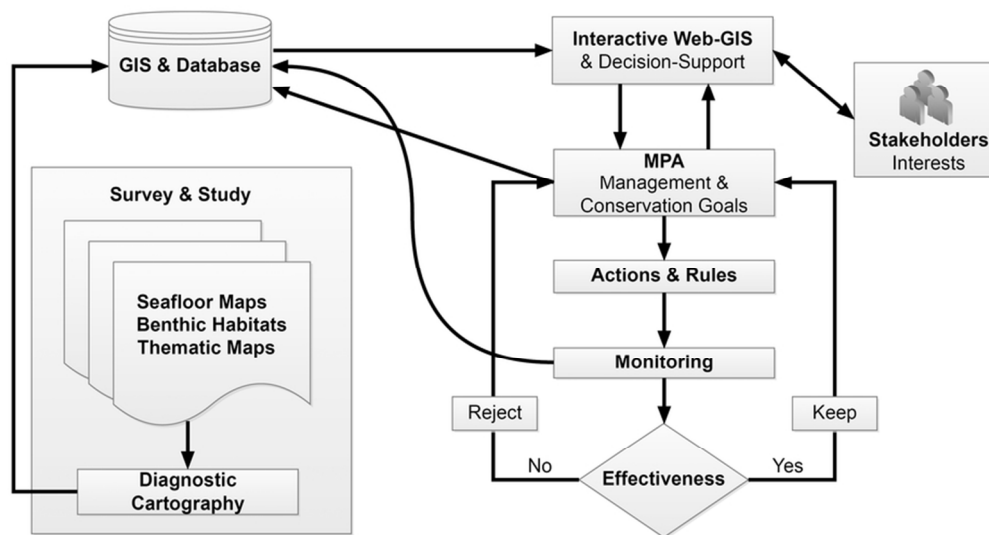 GIS & Database
Interactive Web-GIS
& Decision-Support
Stakeholders
Interests
MPA
Management &
Conservation Goals
Survey & Study
Seafloor Maps
Benthic Habitats
Thematic Maps
Diagnostic
Cartography
Actions & Rules
Monitoring
Reject
Keep
No
Effectiveness
Yes